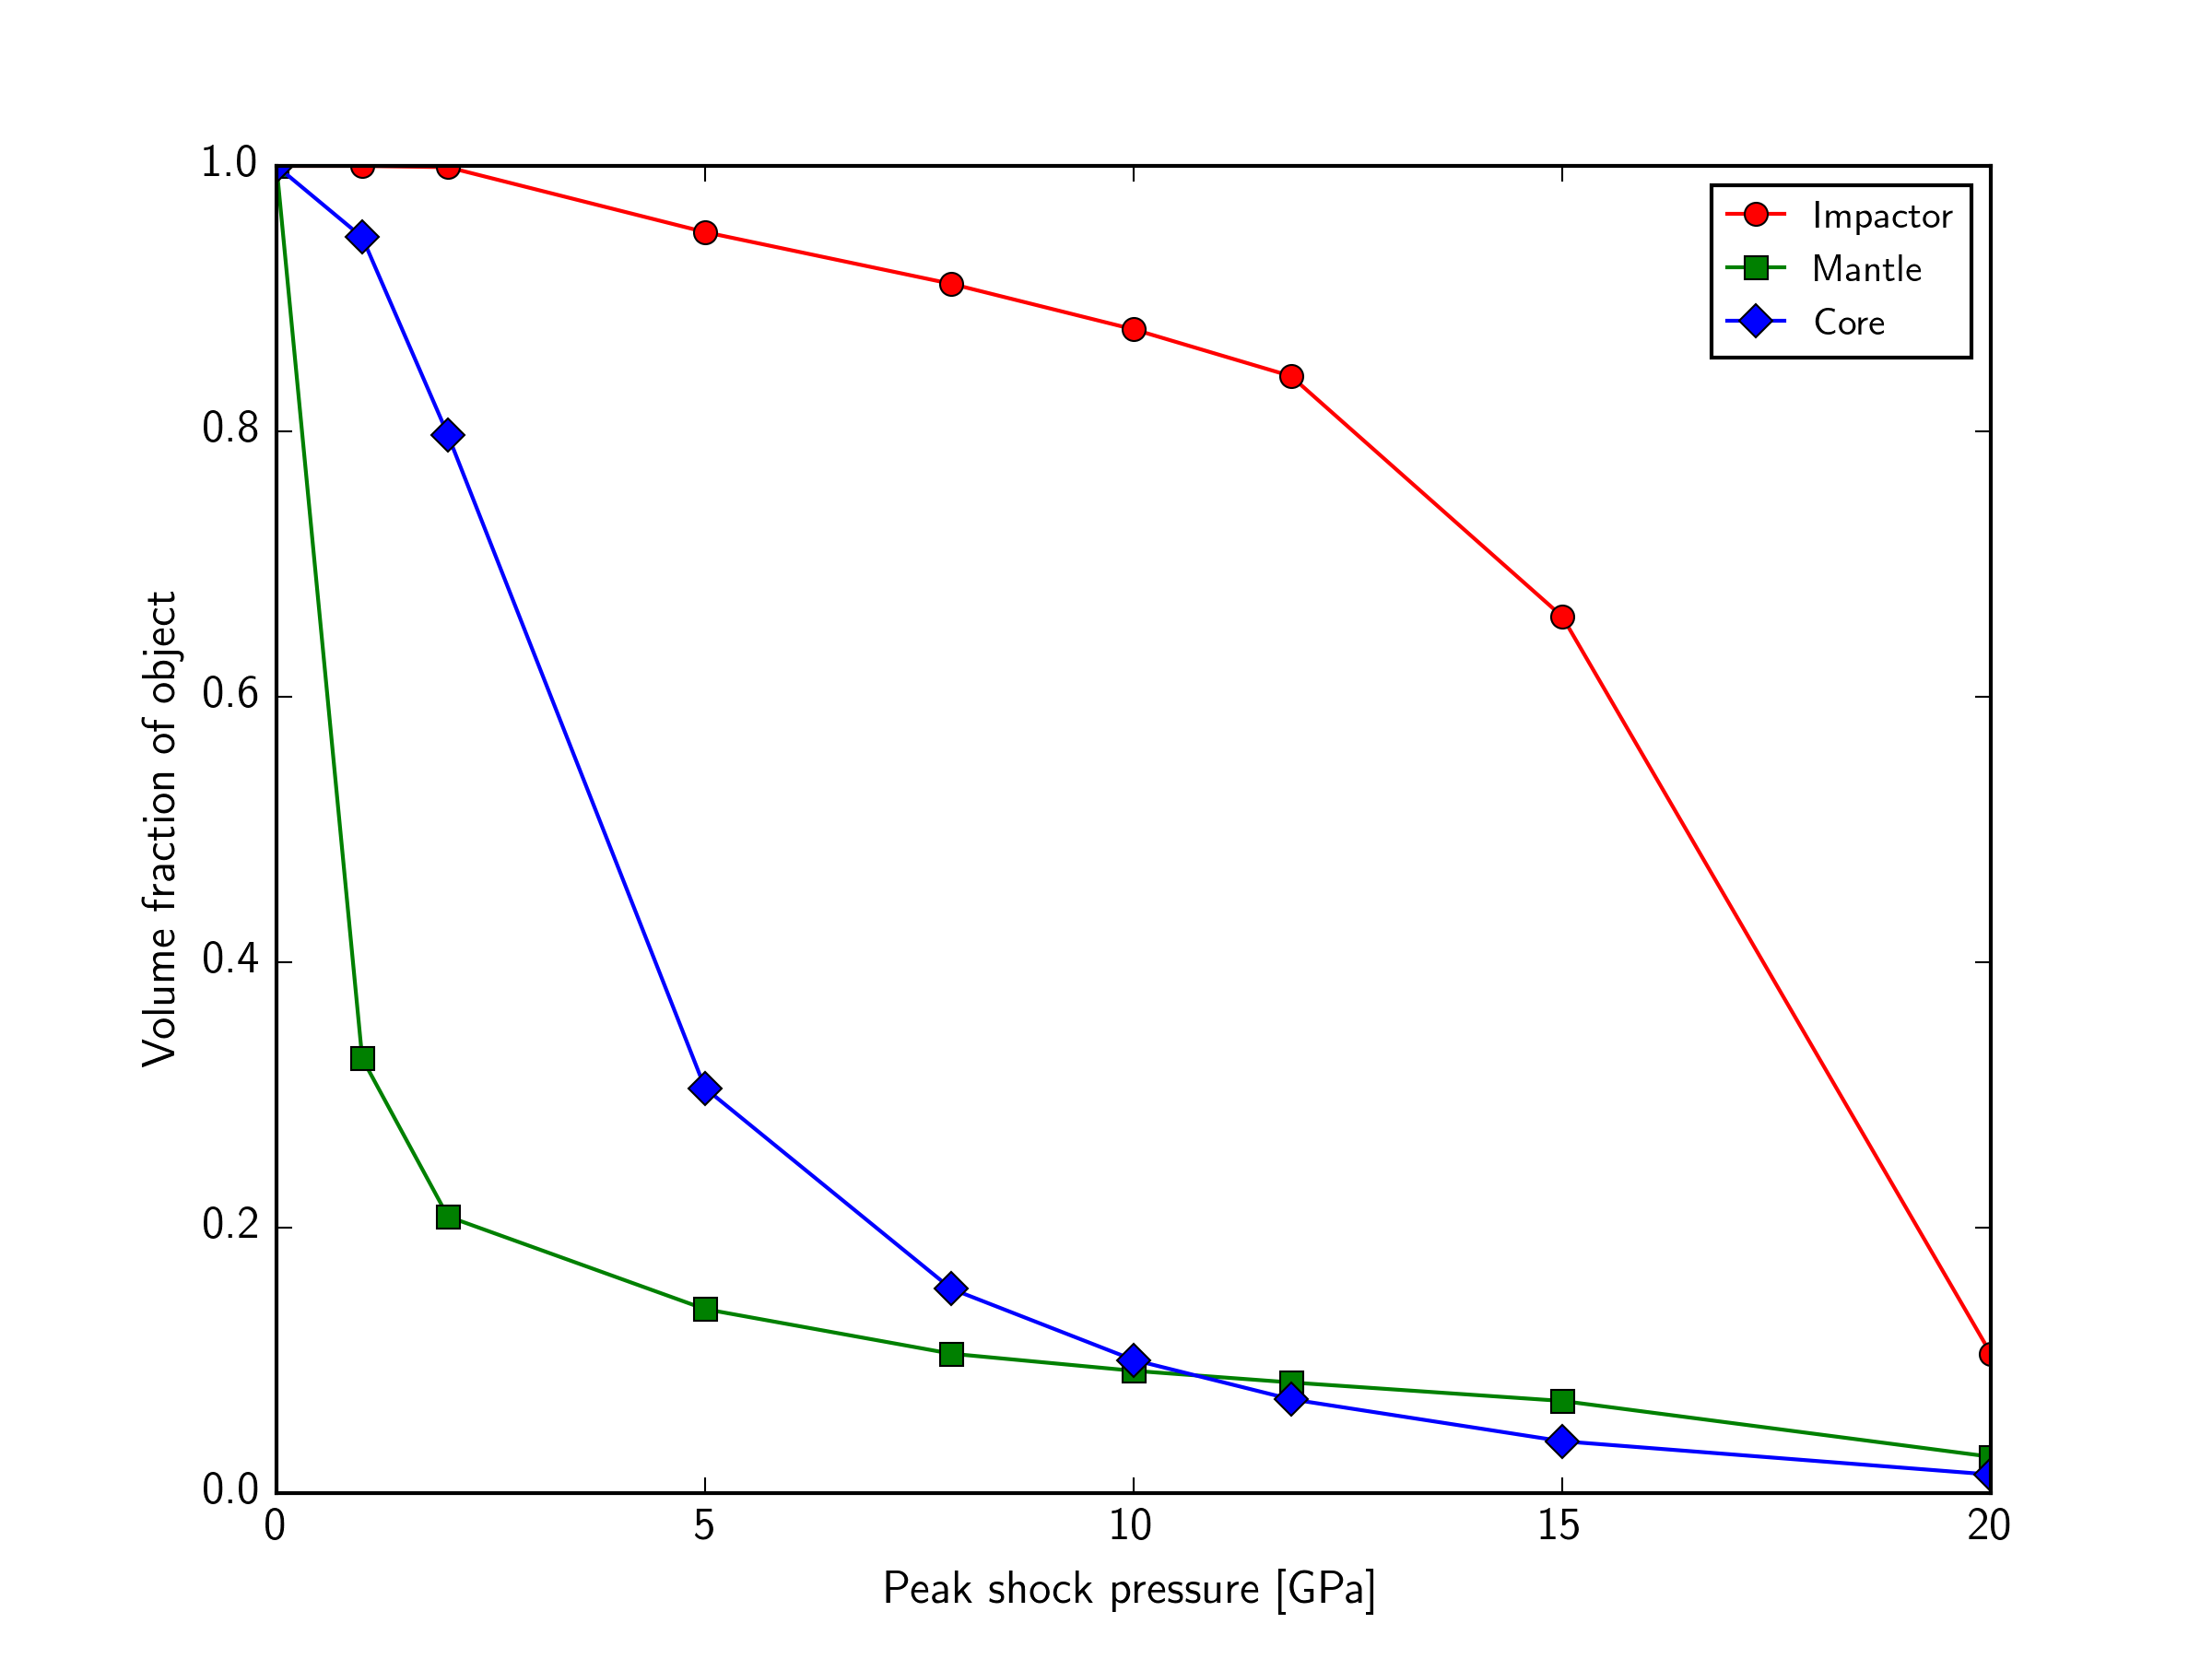 1.0
0.8
0.6
0.4
0.2
0.0
0
5
10
15
20
Volume fraction of object
Peak shock pressure [GPa]
Impactor
Mantle
Core